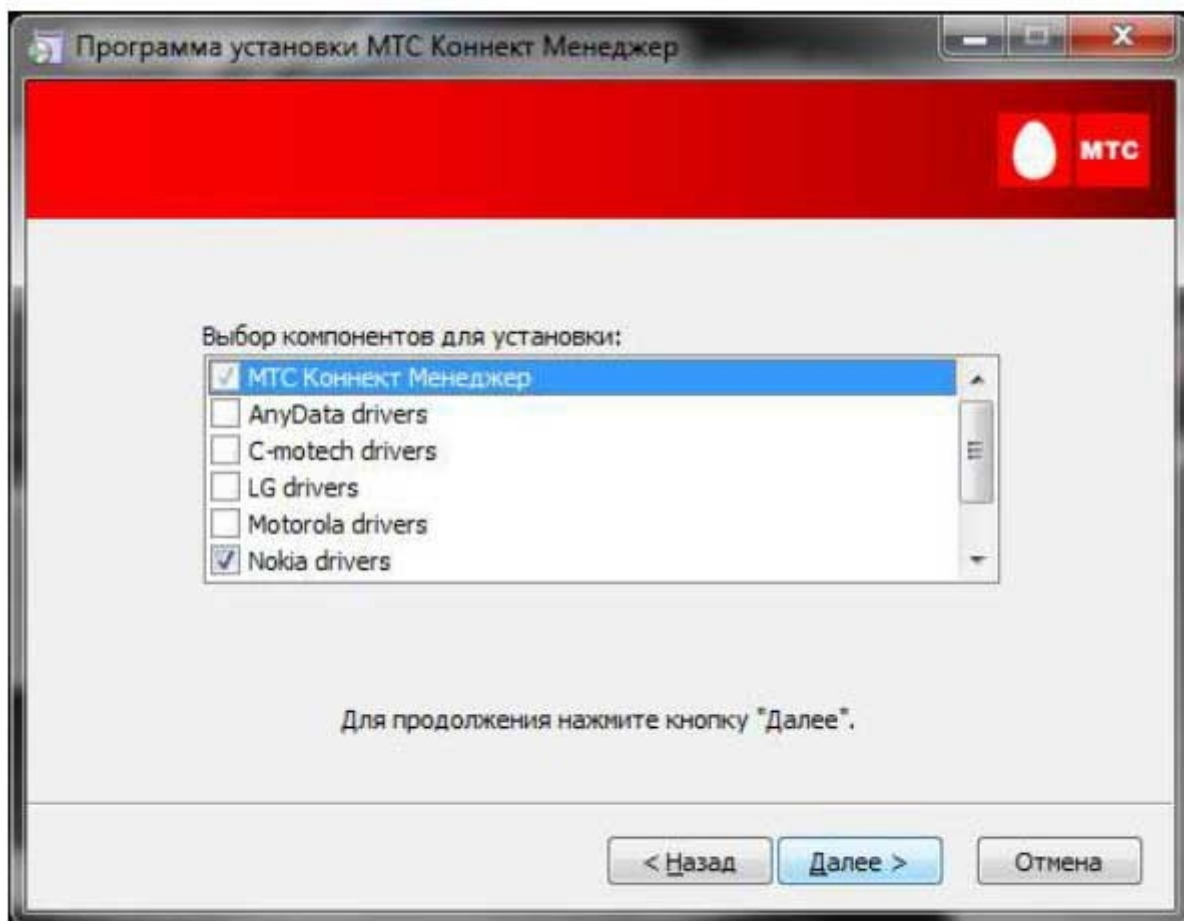 Программа установки МТС Коннект Менеджер
МТС
Выбор компонентов для установки:
МТС Коннект Менеджер
AnyData drivers
C-motech drivers
LG drivers
Motorola drivers
Nokia drivers
Для продолжения нажмите кнопку "Далее".
< Назад Далее > Отмена